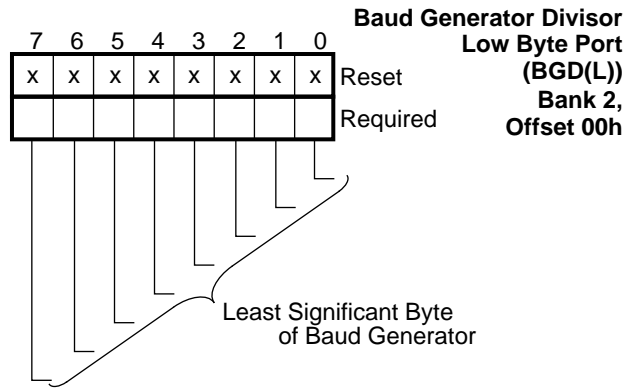 Baud Generator Divisor
Low Byte Port
(BGD(L))
Bank 2,
Offset 00h
7 6 5 4 3 2 1 0
x x x x x x x x Reset
Required
Least Significant Byte
of Baud Generator